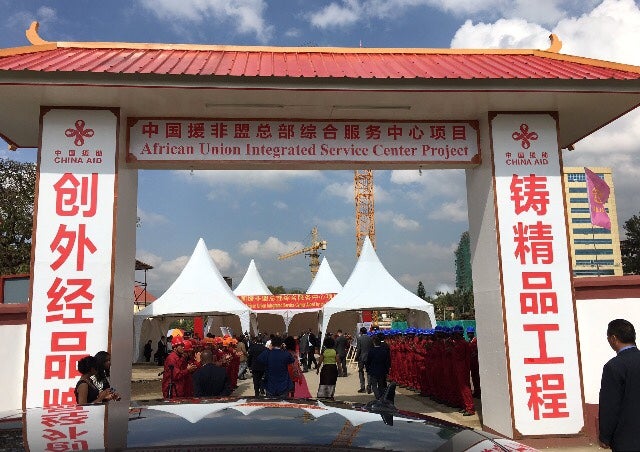 中国援非盟总部综合服务中心项目
African Union Integrated Service Center Project
中国援助
CHINA AID
创外经品
中国援助
CHINA AID
铸精品工程